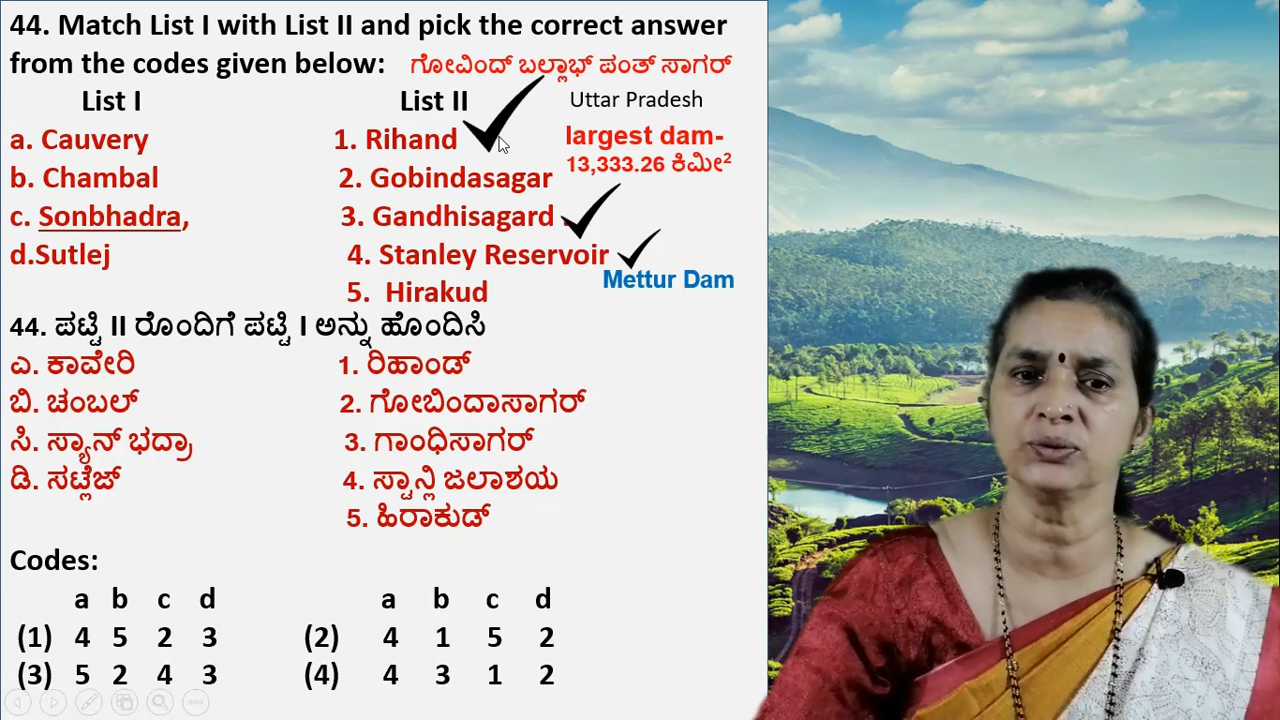 44. Match List I with List II and pick the correct answer
from the codes given below: ಗೋವಿಂದ್ ಬಲ್ಲಾಭ್ ಪಂತ್ ಸಾಗರ್
List I List II Uttar Pradesh
a. Cauvery 1. Rihand largest dam-
13,333.26 ಕಿಮೀ²
b. Chambal 2. Gobindasagar
c. Sonbhadra, 3. Gandhisagard .
d.Sutlej 4. Stanley Reservoir
Mettur Dam
5. Hirakud
44. ಪಟ್ಟಿ II ರೊಂದಿಗೆ ಪಟ್ಟಿ I ಅನ್ನು ಹೊಂದಿಸಿ
ಎ. ಕಾವೇರಿ 1. ರಿಹಾಂಡ್
ಬಿ. ಚಂಬಲ್ 2. ಗೋಬಿಂದಾಸಾಗರ್
ಸಿ. ಸ್ಯಾನ್ ಭದ್ರಾ 3. ಗಾಂಧಿಸಾಗರ್
ಡಿ. ಸಟ್ಲೆಜ್ 4. ಸ್ಟಾನ್ಲಿ ಜಲಾಶಯ
5. ಹಿರಾಕುಡ್
Codes:
a b c d a b c d
(1) 4 5 2 3 (2) 4 1 5 2
(3) 5 2 4 3 (4) 4 3 1 2